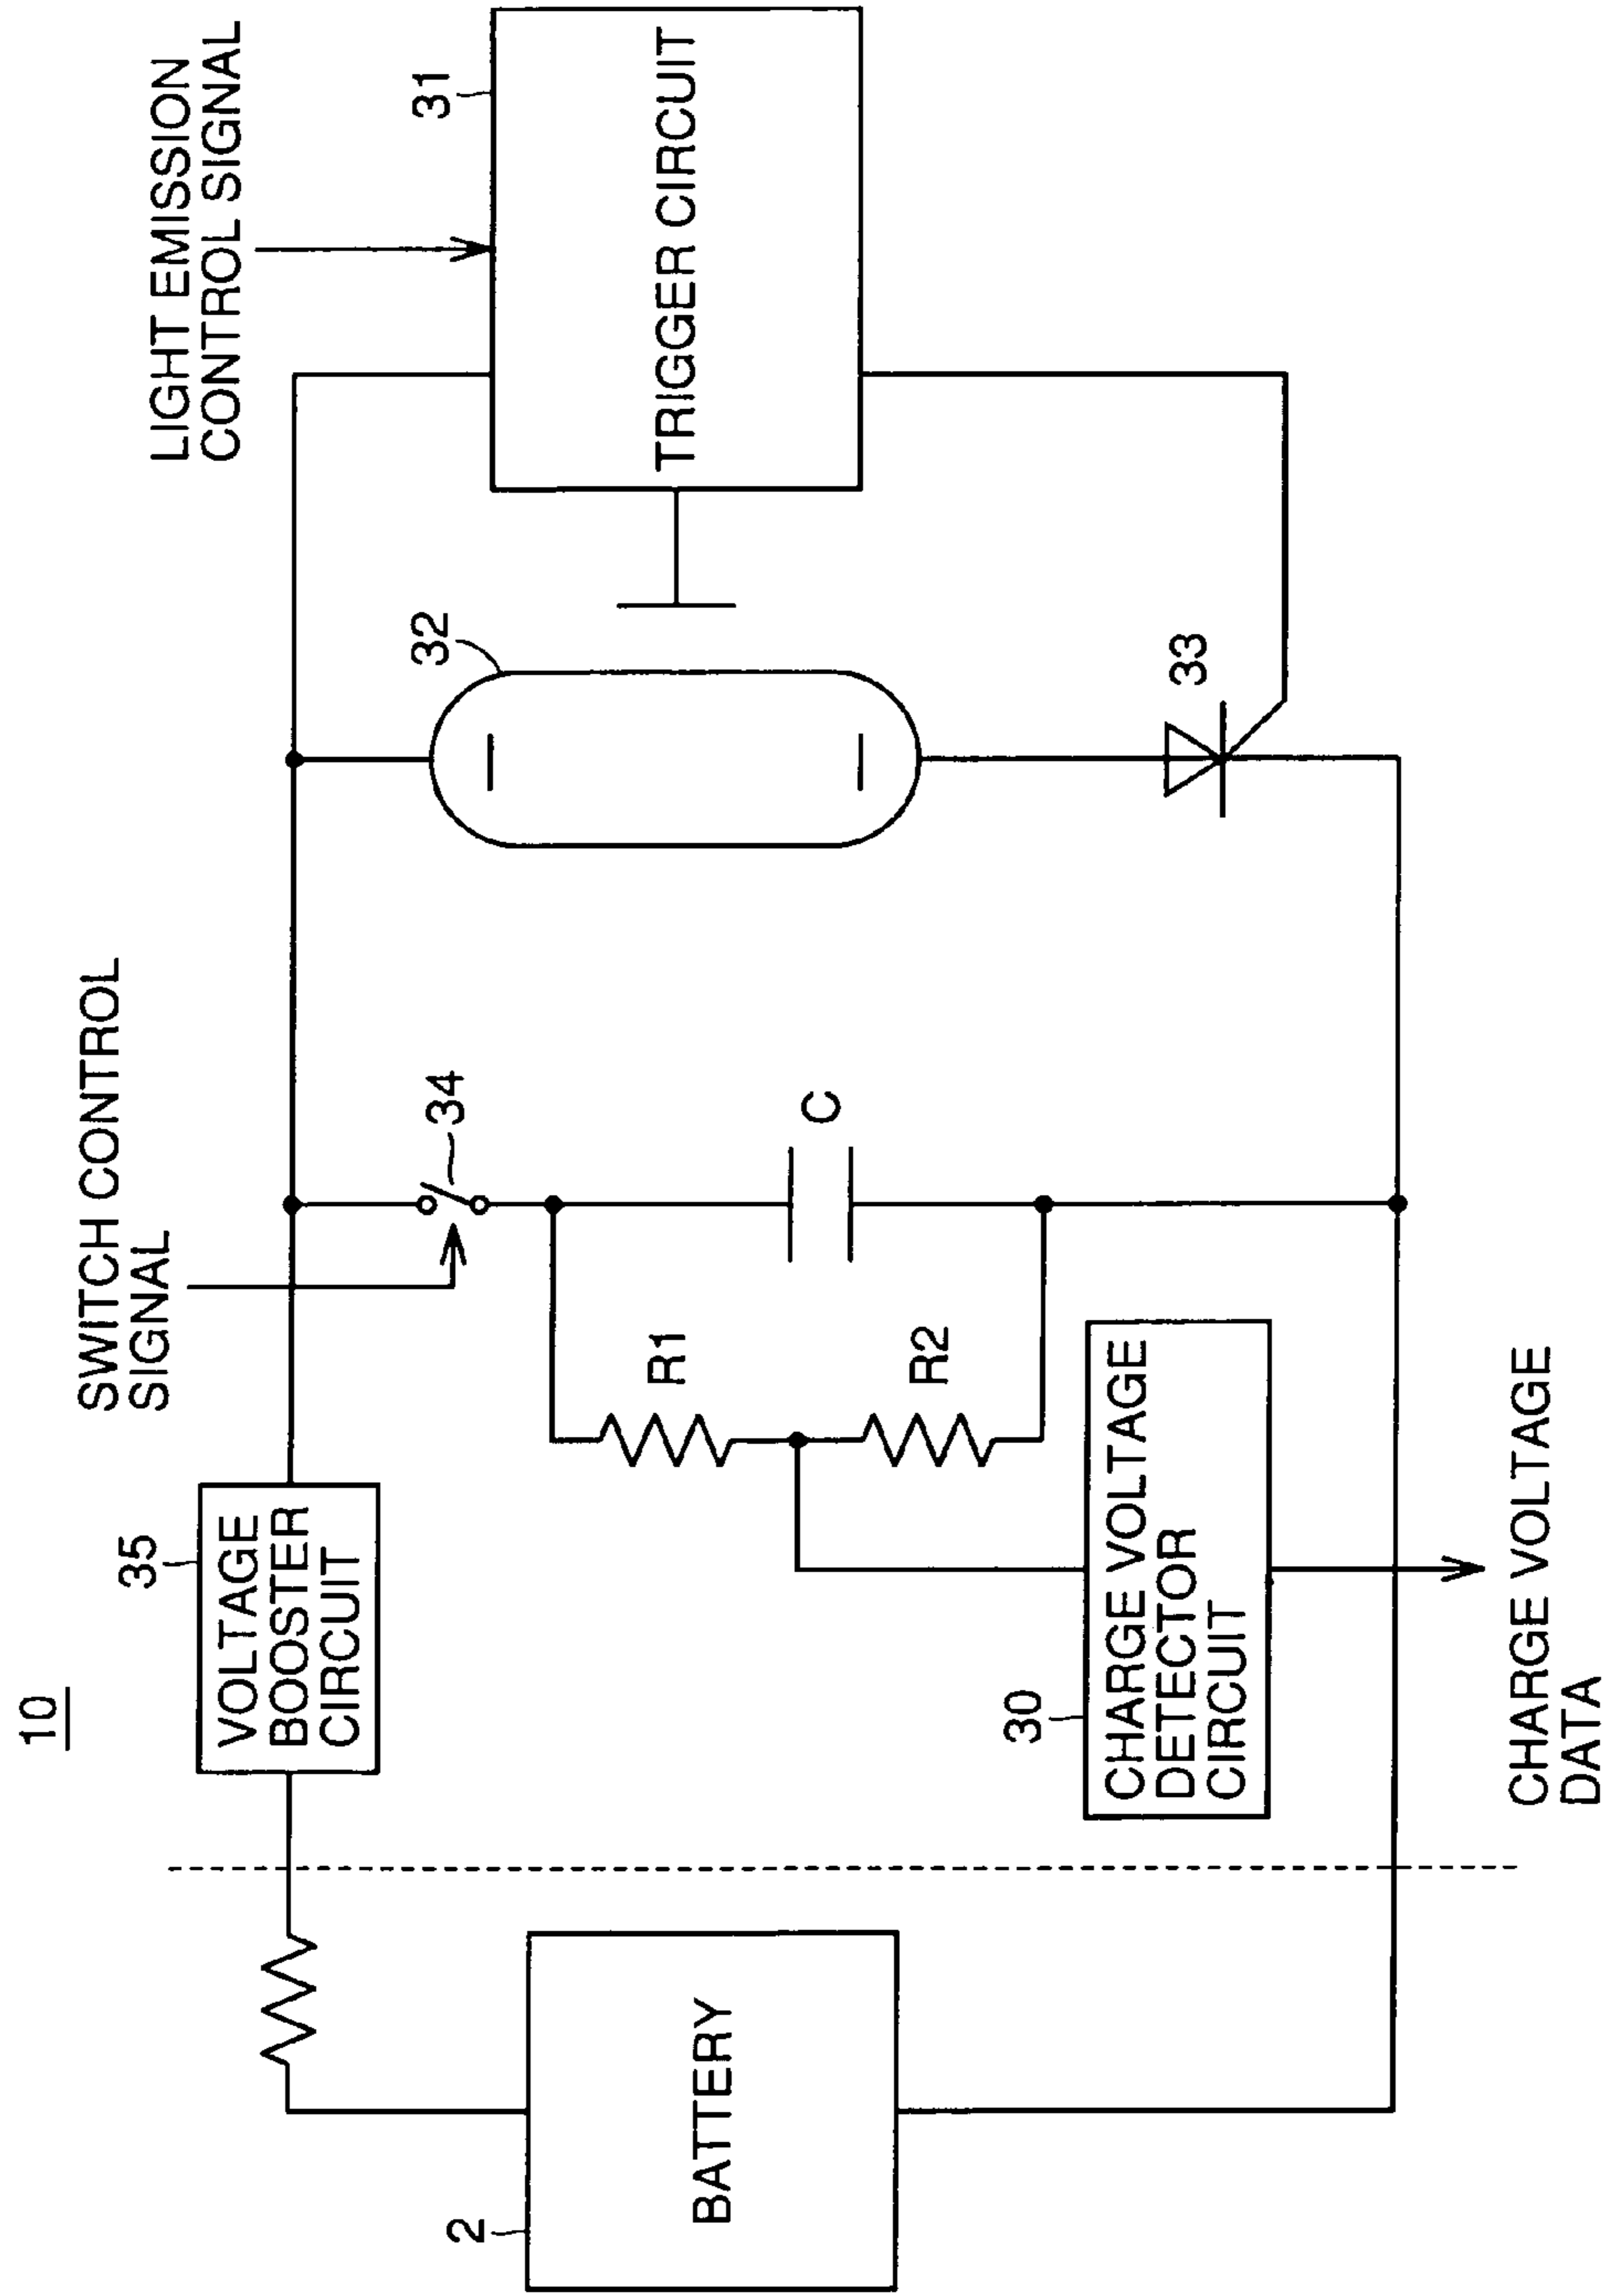 10
35
VOLTAGE
BOOSTER
CIRCUIT
SWITCH CONTROL
SIGNAL
LIGHT EMISSION
CONTROL SIGNAL
34
32
31
2
BATTERY
R1
C
TRIGGER CIRCUIT
R2
30
CHARGE VOLTAGE
DETECTOR
CIRCUIT
33
CHARGE VOLTAGE
DATA